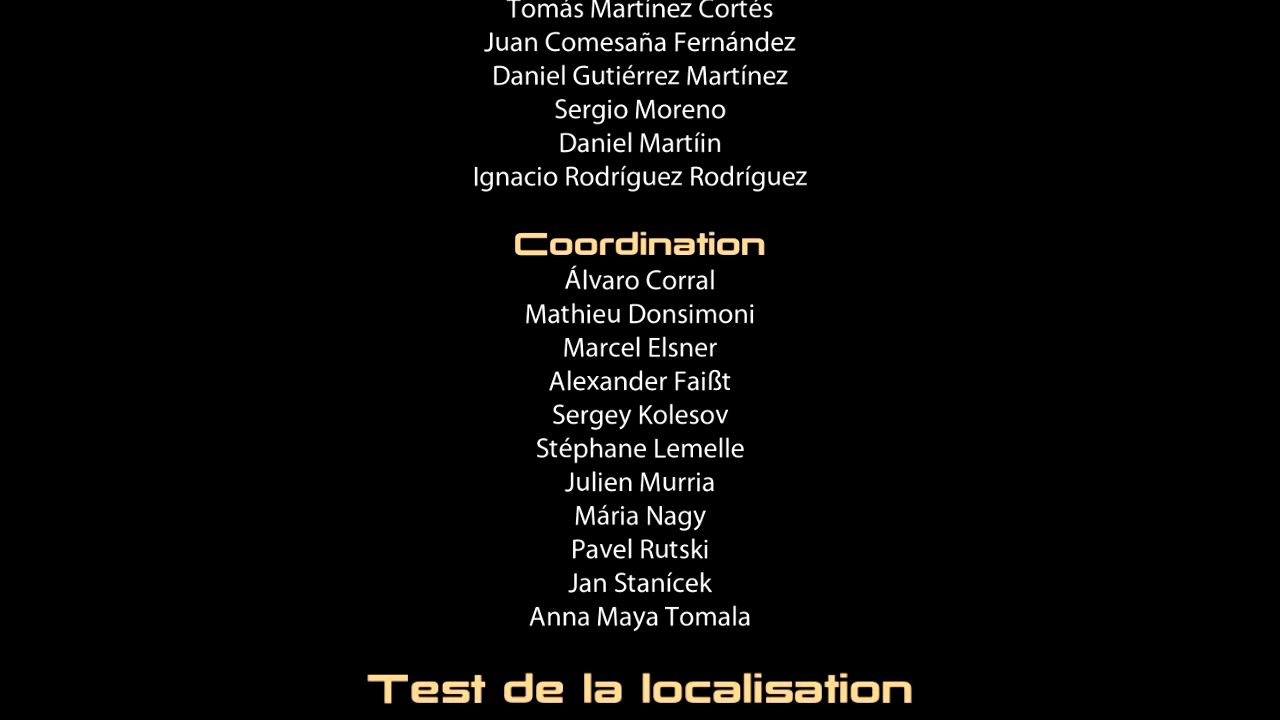 Tomás Martínez Cortés
Juan Comesaña Fernández
Daniel Gutiérrez Martínez
Sergio Moreno
Daniel Martíin
Ignacio Rodríguez Rodríguez
Coordination
Álvaro Corral
Mathieu Donsimoni
Marcel Elsner
Alexander Faißt
Sergey Kolesov
Stéphane Lemelle
Julien Murria
Mária Nagy
Pavel Rutski
Jan Stanícek
Anna Maya Tomala
Test de la localisation